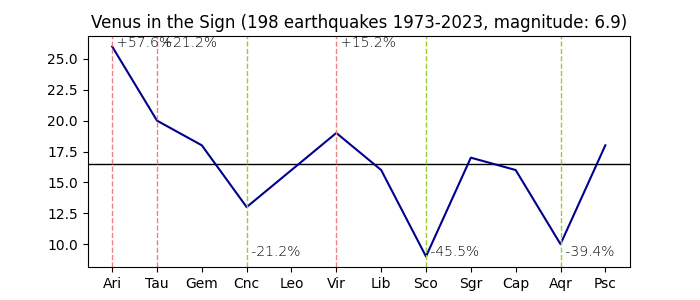 Venus in the Sign (198 earthquakes 1973-2023, magnitude: 6.9)
+57.6% +21.2% +15.2%
25.0
22.5
20.0
17.5
15.0
12.5
10.0
-21.2% -45.5% -39.4%
Ari Tau Gem Cnc Leo Vir Lib Sco Sgr Cap Aqr Psc